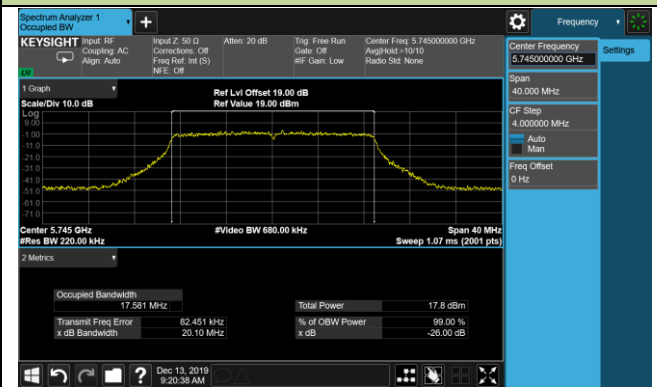 Spectrum Analyzer 1
Occupied BW
Frequency
KEYSIGHT
Input: RF
Coupling: AC
Align: Auto
Input Z: 50 Ω
Corrections: Off
Freq Ref: Int (S)
NFE: Off
Atten: 20 dB
Trig: Free Run
Gate: Off
#IF Gain: Low
Center Freq: 5.745000000 GHz
Avg|Hold:>10/10
Radio Std: None
Center Frequency
5.745000000 GHz
Settings
Span
40.000 MHz
CF Step
4.000000 MHz
Auto
Man
Freq Offset
0 Hz
1 Graph
Scale/Div 10.0 dB
Ref Lvl Offset 19.00 dB
Ref Value 19.00 dBm
Log
9.00
-1.00
-11.0
-21.0
-31.0
-41.0
-51.0
-61.0
-71.0
Center 5.745 GHz
#Video BW 680.00 kHz
Span 40 MHz
#Res BW 220.00 kHz
Sweep 1.07 ms (2001 pts)
2 Metrics
Occupied Bandwidth
17.581 MHz
Total Power 17.8 dBm
Transmit Freq Error 82.451 kHz
% of OBW Power 99.00 %
x dB Bandwidth 20.10 MHz
x dB -26.00 dB
Dec 13, 2019
9:20:38 AM